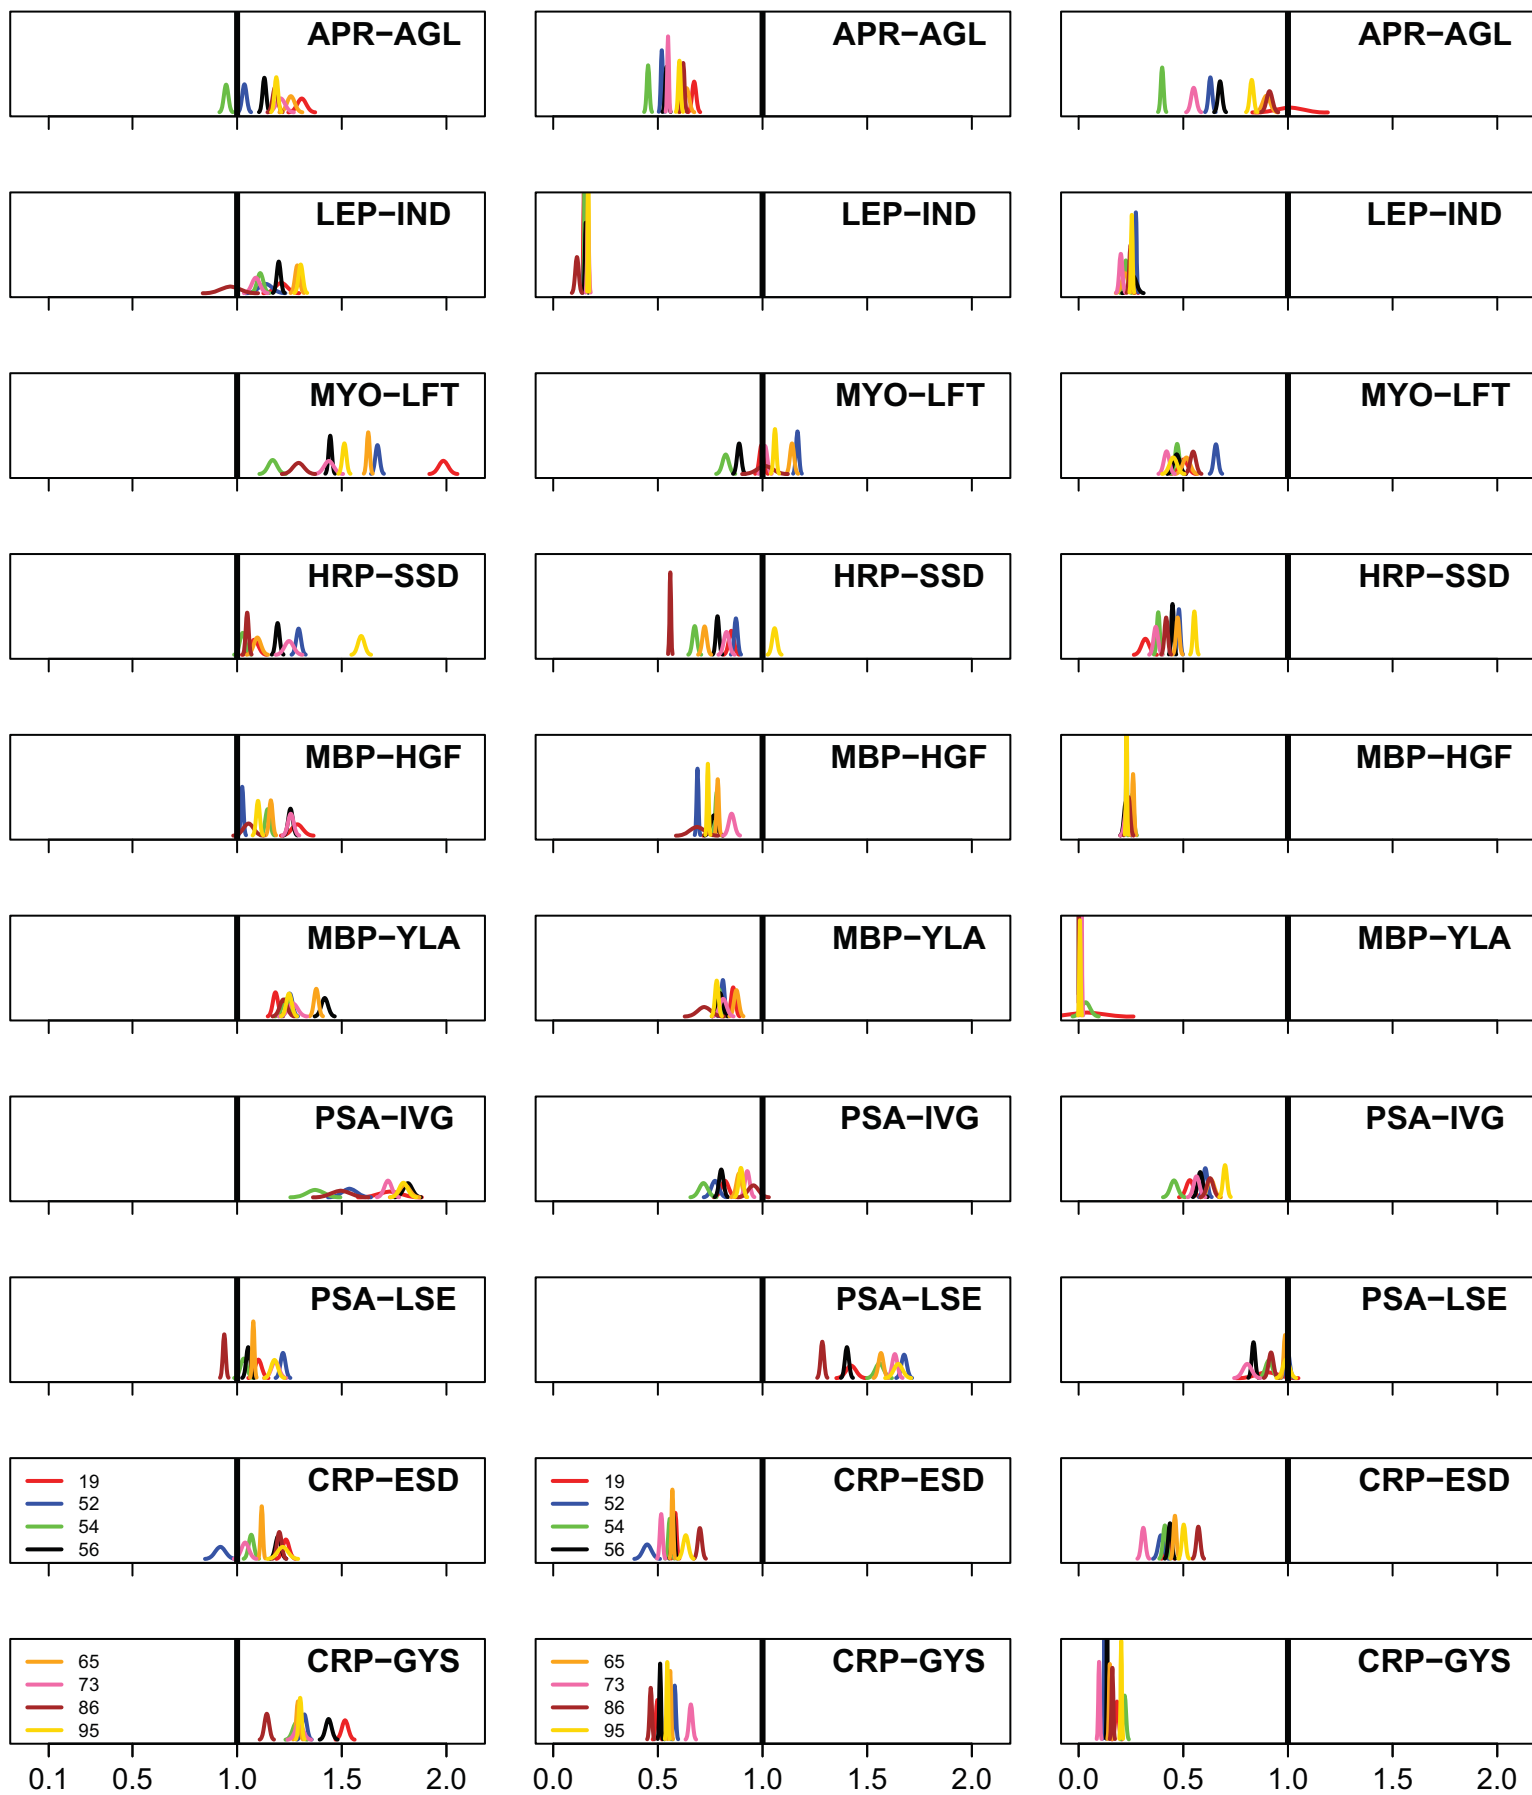 APR−AGL APR−AGL APR−AGL
LEP−IND LEP−IND LEP−IND
MYO−LFT MYO−LFT MYO−LFT
HRP−SSD HRP−SSD HRP−SSD
MBP−HGF MBP−HGF MBP−HGF
MBP−YLA MBP−YLA MBP−YLA
PSA−IVG PSA−IVG PSA−IVG
PSA−LSE PSA−LSE PSA−LSE
CRP−ESD CRP−ESD CRP−ESD
19 19
52 52
54 54
56 56
CRP−GYS CRP−GYS CRP−GYS
65 65
73 73
86 86
95 95
0.1 0.5 1.0 1.5 2.0 0.0 0.5 1.0 1.5 2.0 0.0 0.5 1.0 1.5 2.0